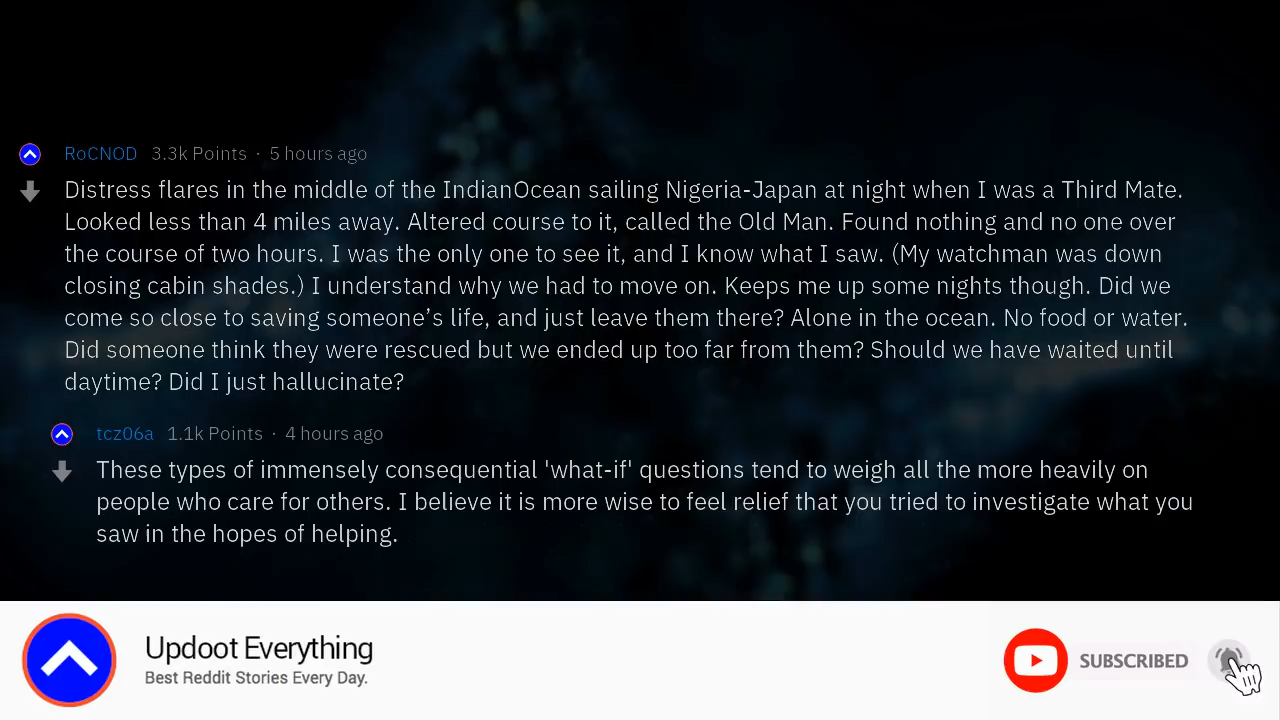 RoCNOD 3.3k Points · 5 hours ago
Distress flares in the middle of the IndianOcean sailing Nigeria-Japan at night when I was a Third Mate.
Looked less than 4 miles away. Altered course to it, called the Old Man. Found nothing and no one over
the course of two hours. I was the only one to see it, and I know what I saw. (My watchman was down
closing cabin shades.) I understand why we had to move on. Keeps me up some nights though. Did we
come so close to saving someone’s life, and just leave them there? Alone in the ocean. No food or water.
Did someone think they were rescued but we ended up too far from them? Should we have waited until
daytime? Did I just hallucinate?
tcz06a 1.1k Points · 4 hours ago
These types of immensely consequential 'what-if' questions tend to weigh all the more heavily on
people who care for others. I believe it is more wise to feel relief that you tried to investigate what you
saw in the hopes of helping.
Updoot Everything
Best Reddit Stories Every Day.
SUBSCRIBED